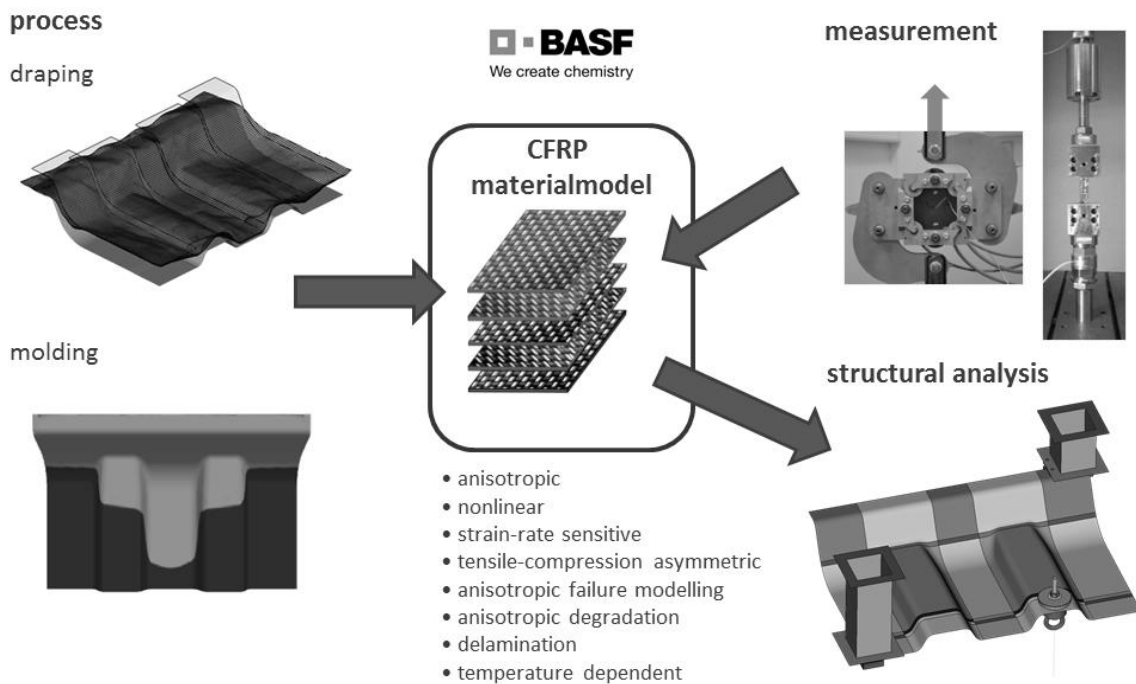 process
draping
molding
BASF
We create chemistry
CFRP
materialmodel
• anisotropic
• nonlinear
• strain-rate sensitive
• tensile-compression asymmetric
• anisotropic failure modelling
• anisotropic degradation
• delamination
• temperature dependent
measurement
structural analysis